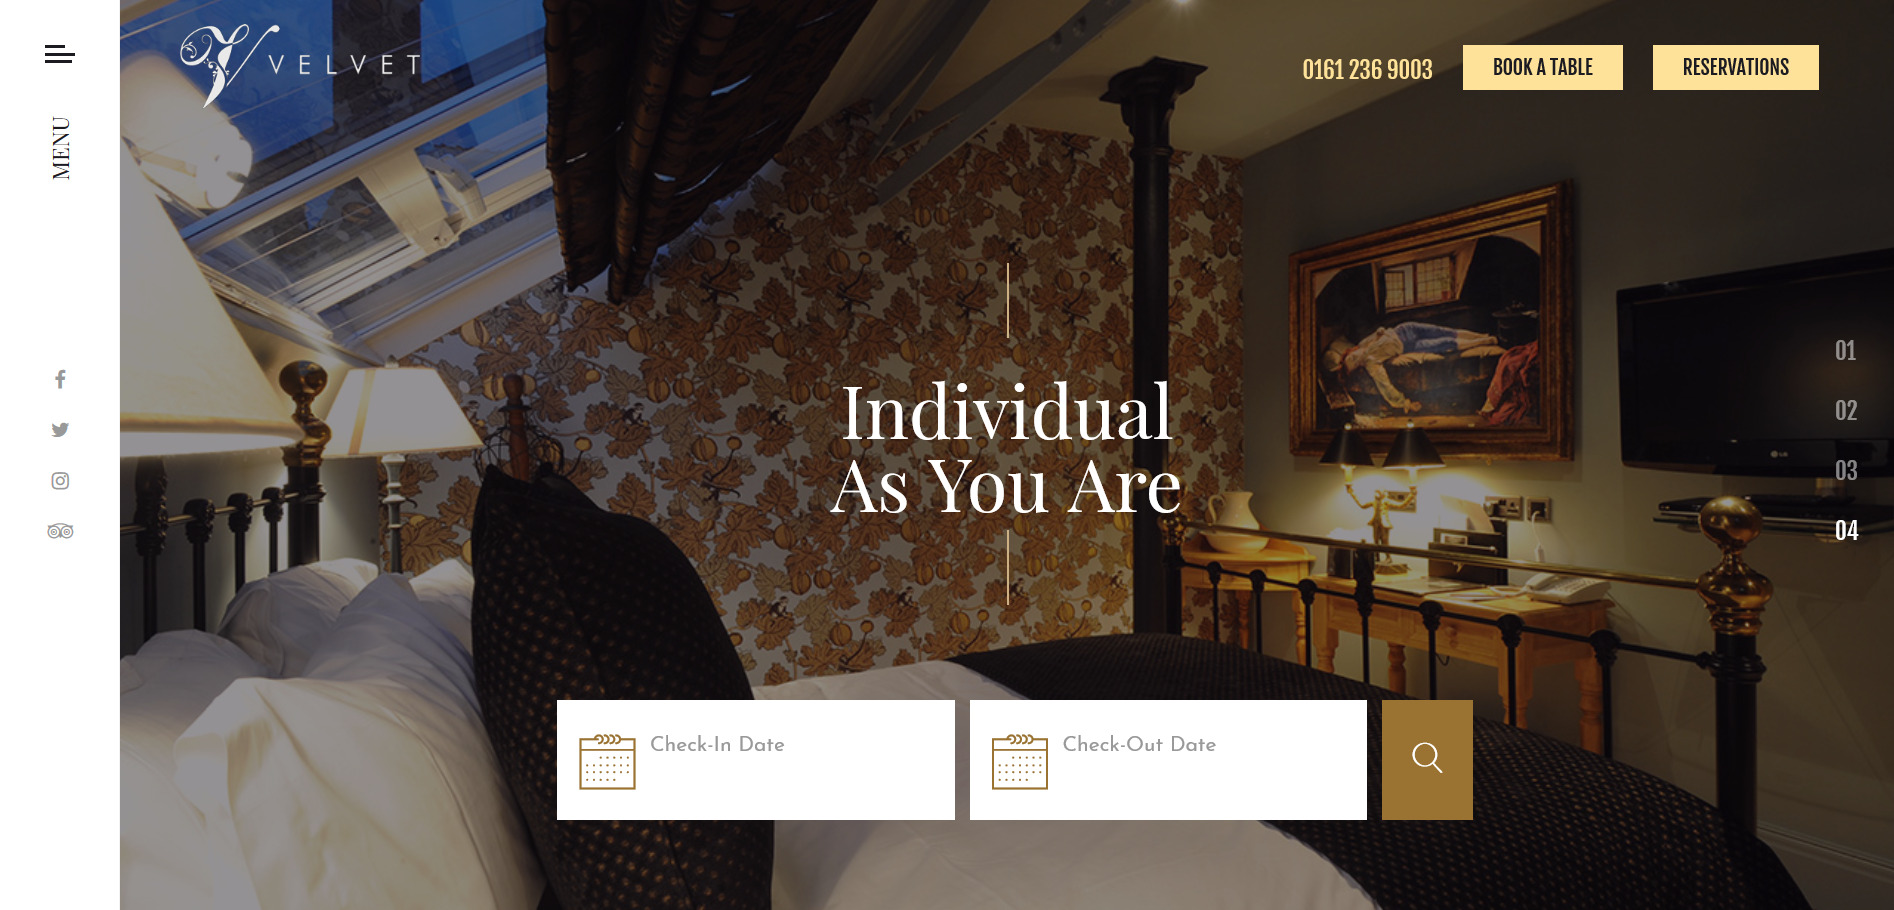 MENU
VELVET
0161 236 9003
BOOK A TABLE
RESERVATIONS
Individual
As You Are
01
02
03
04
LG
Check-In Date
Check-Out Date